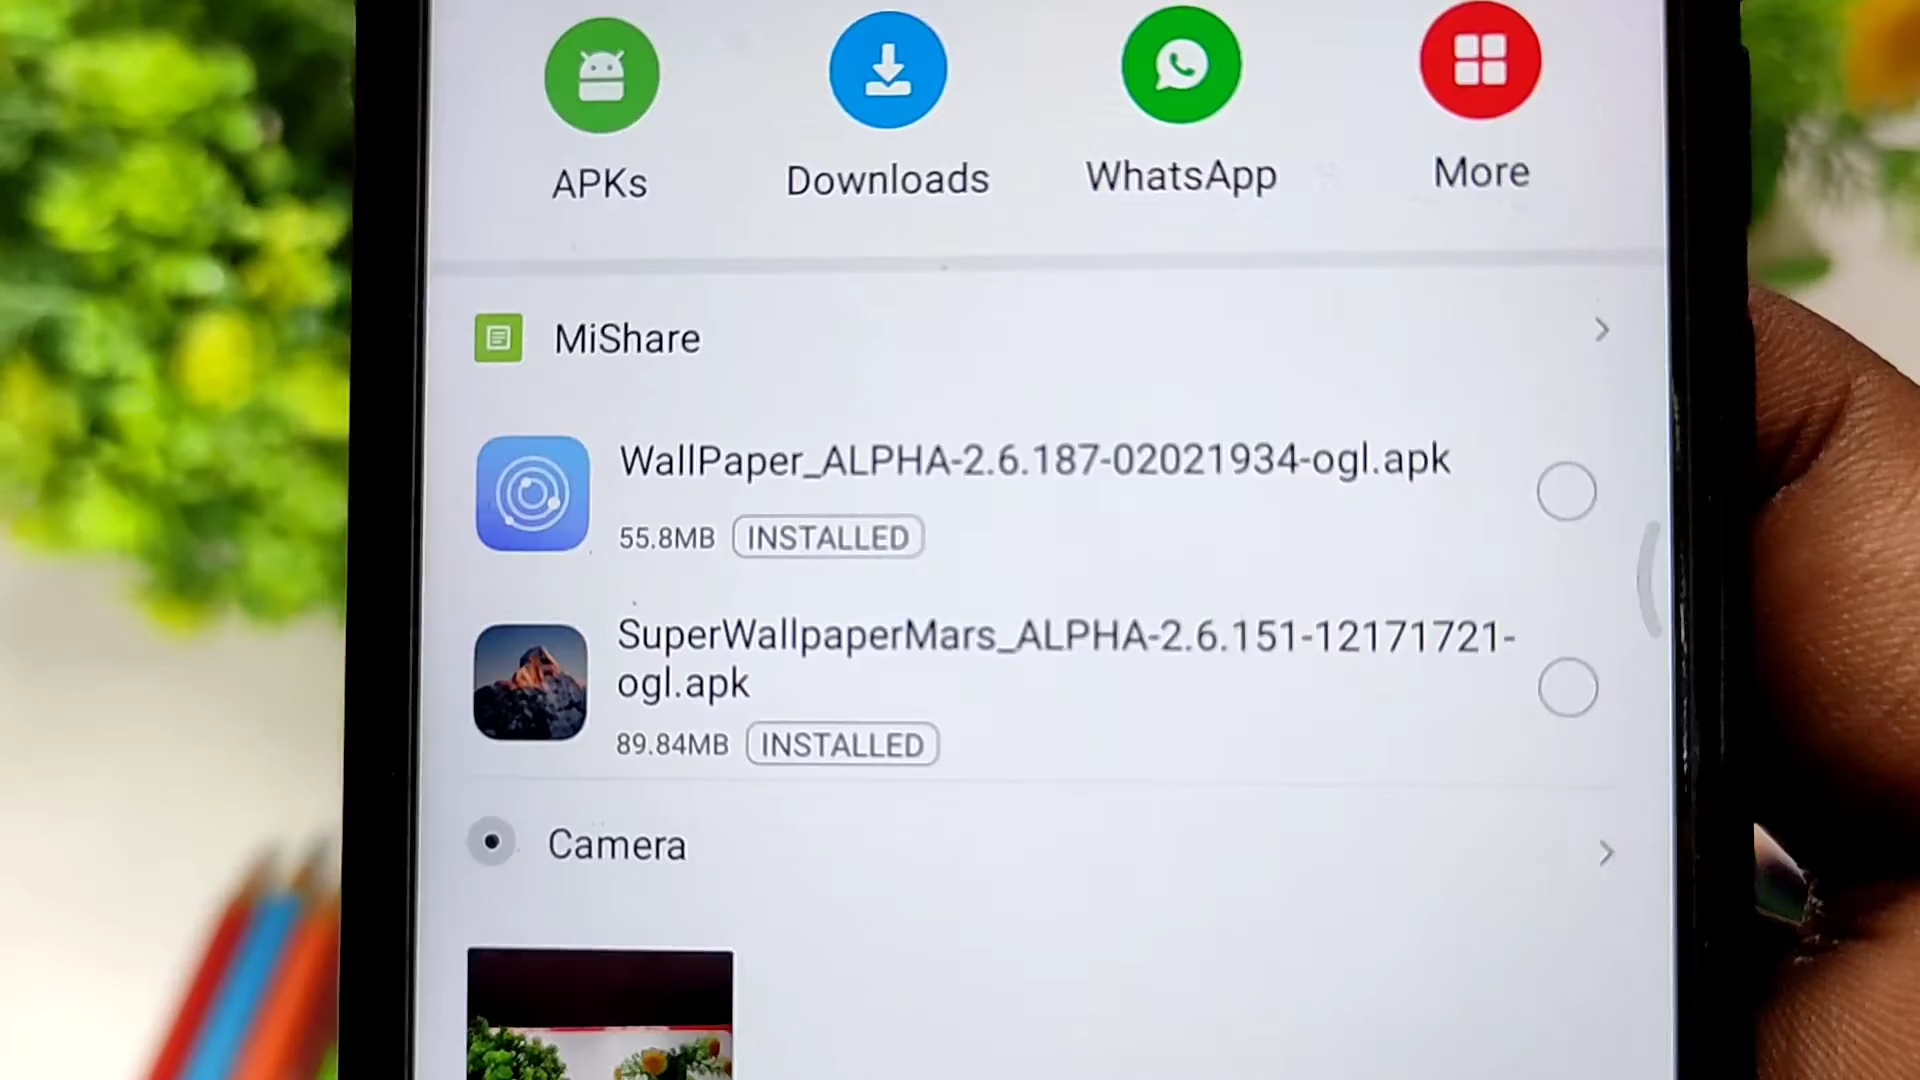 APKs
Downloads
WhatsApp
More
MiShare
WallPaper_ALPHA-2.6.187-02021934-ogl.apk
55.8MB INSTALLED
SuperWallpaperMars_ALPHA-2.6.151-12171721-
ogl.apk
89.84MB INSTALLED
Camera